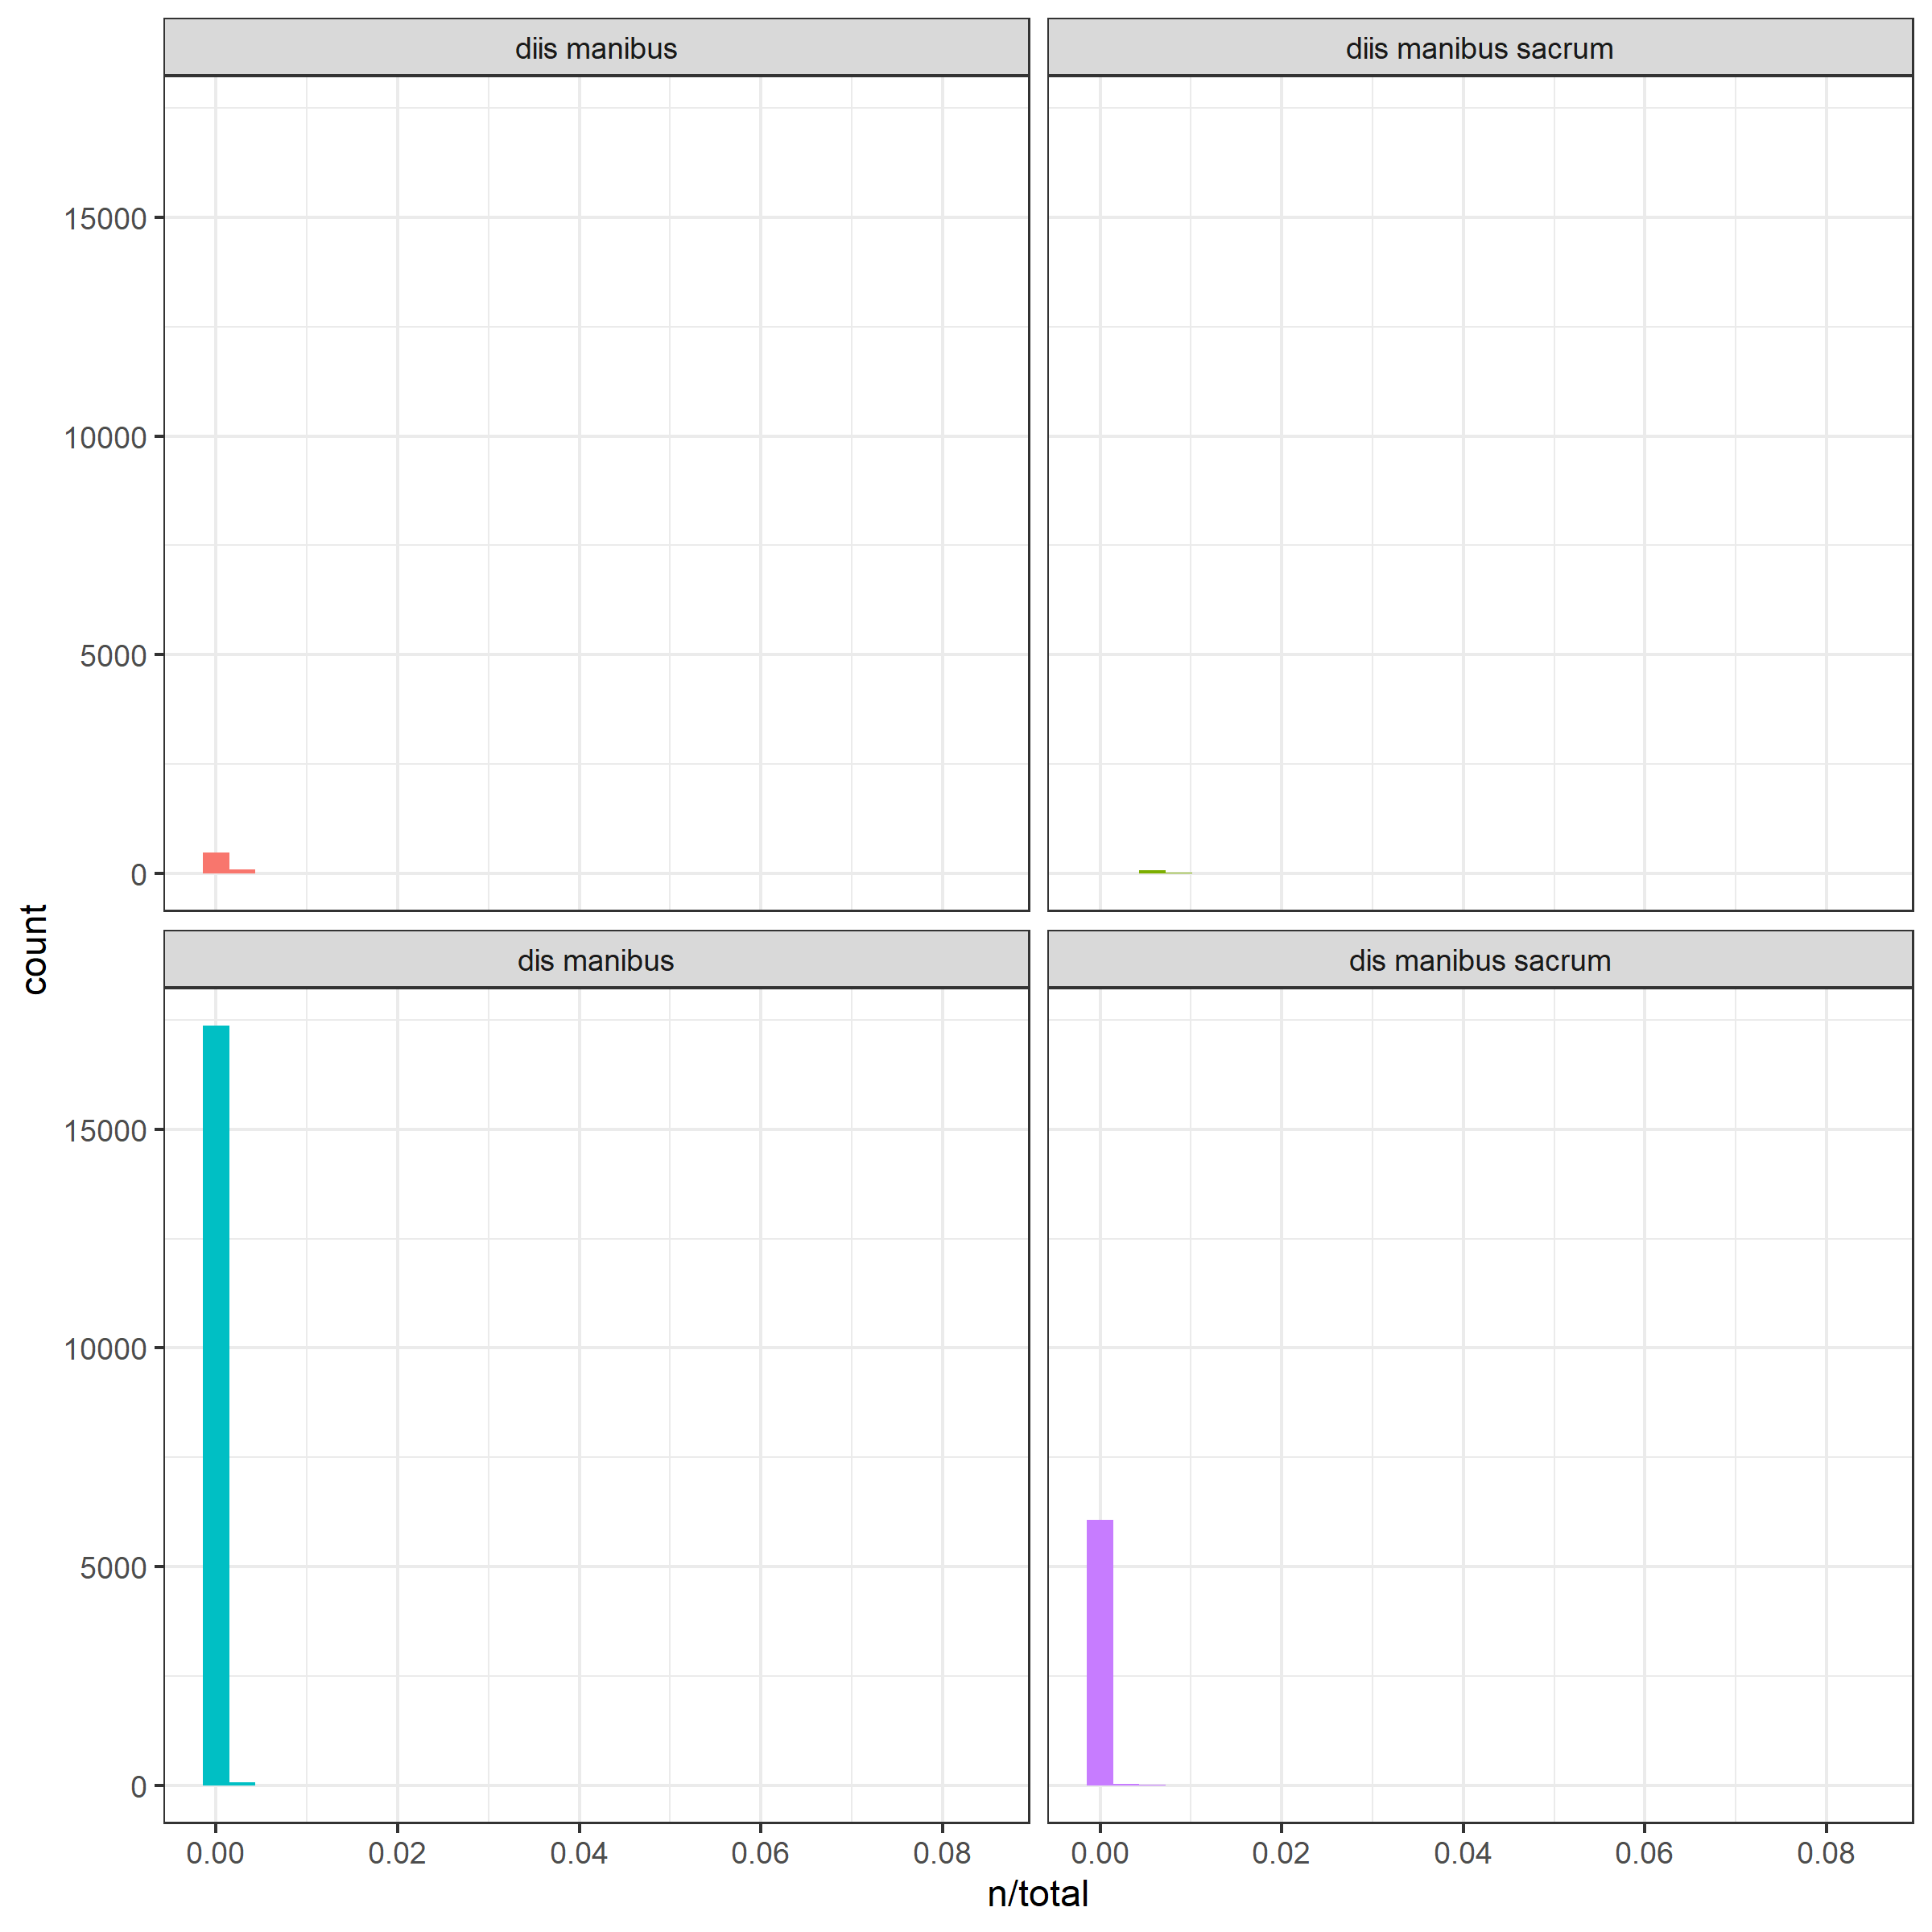 diis manibus
diis manibus sacrum
15000
10000
5000
0
count
dis manibus
dis manibus sacrum
15000
10000
5000
0
0.00 0.02 0.04 0.06 0.08
0.00 0.02 0.04 0.06 0.08
n/total